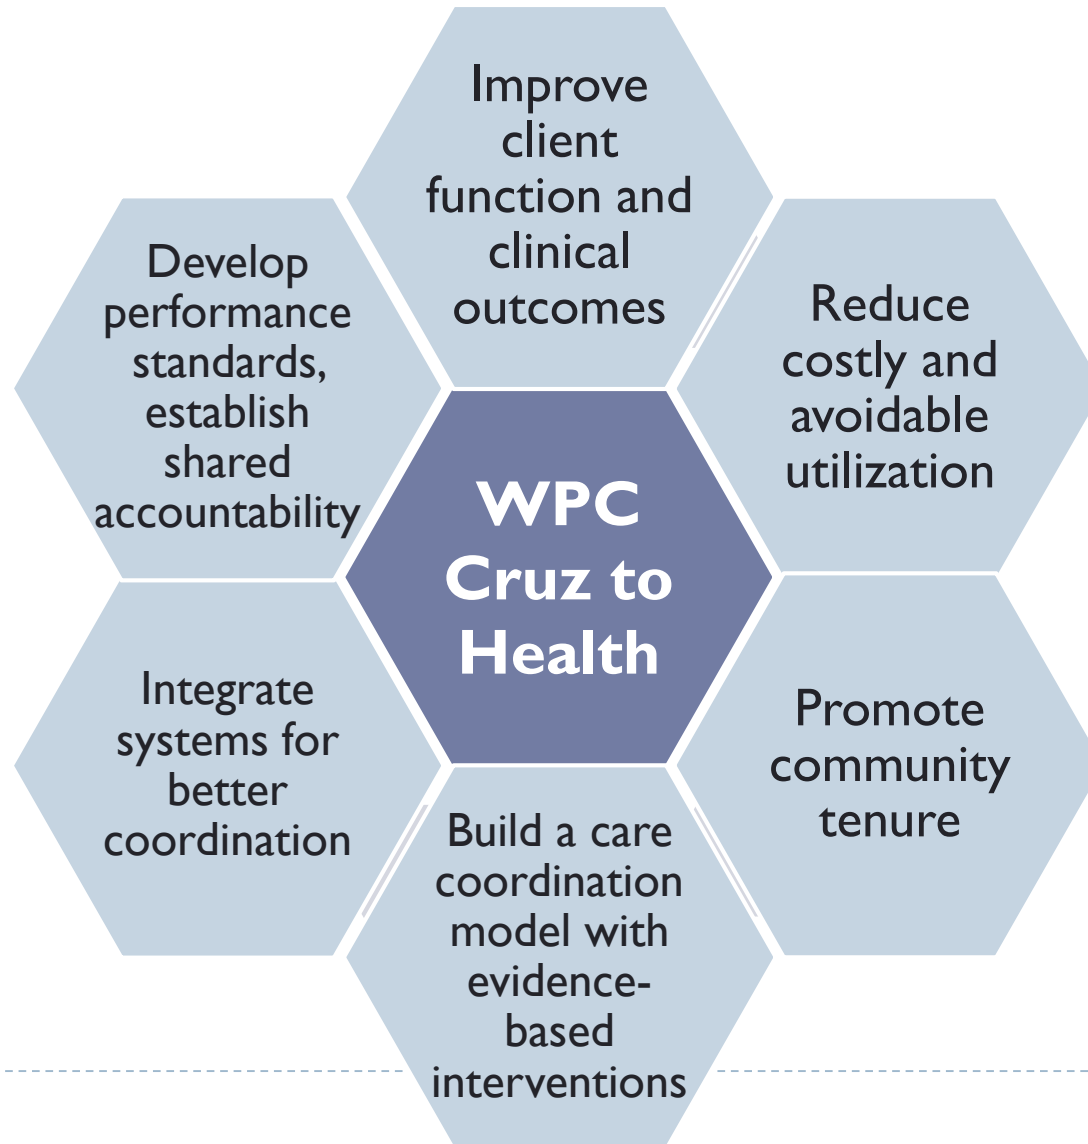 Improve
client
function and
clinical
outcomes
Develop
performance
standards,
establish
shared
accountability
Reduce
costly and
avoidable
utilization
WPC
Cruz to
Health
Integrate
systems for
better
coordination
Promote
community
tenure
Build a care
coordination
model with
evidence-
based
interventions